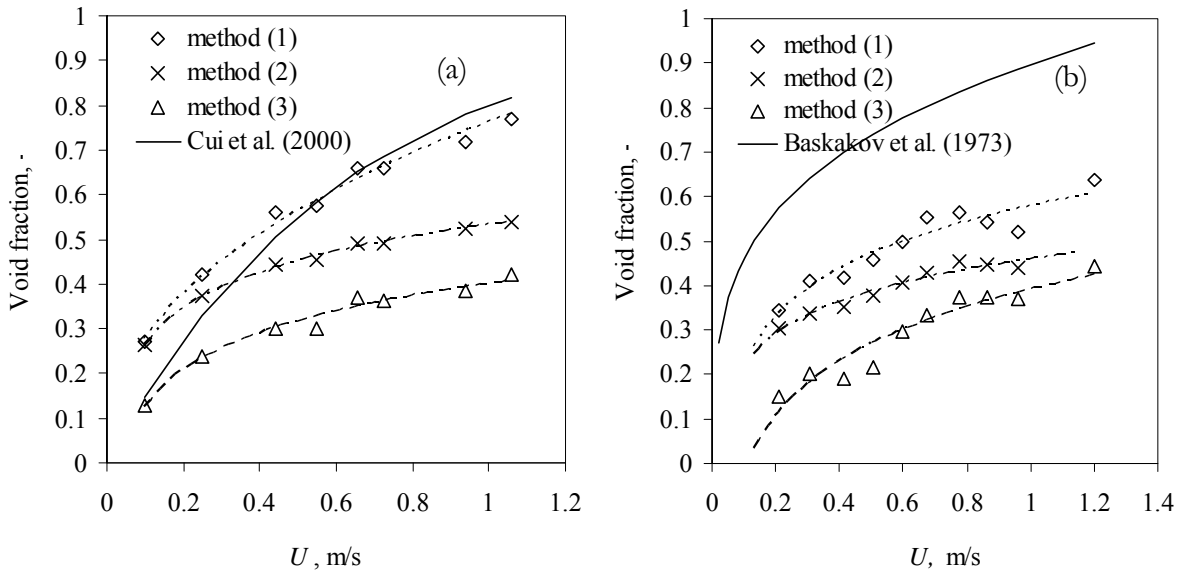 1
0.9
0.8
0.7
0.6
0.5
0.4
0.3
0.2
0.1
0
Void fraction, -
method (1)
method (2)
method (3)
Cui et al. (2000)
(a)
0 0.2 0.4 0.6 0.8 1 1.2
U , m/s
1
0.9
0.8
0.7
0.6
0.5
0.4
0.3
0.2
0.1
0
Void fraction, -
method (1)
method (2)
method (3)
Baskakov et al. (1973)
(b)
0 0.2 0.4 0.6 0.8 1 1.2 1.4
U, m/s